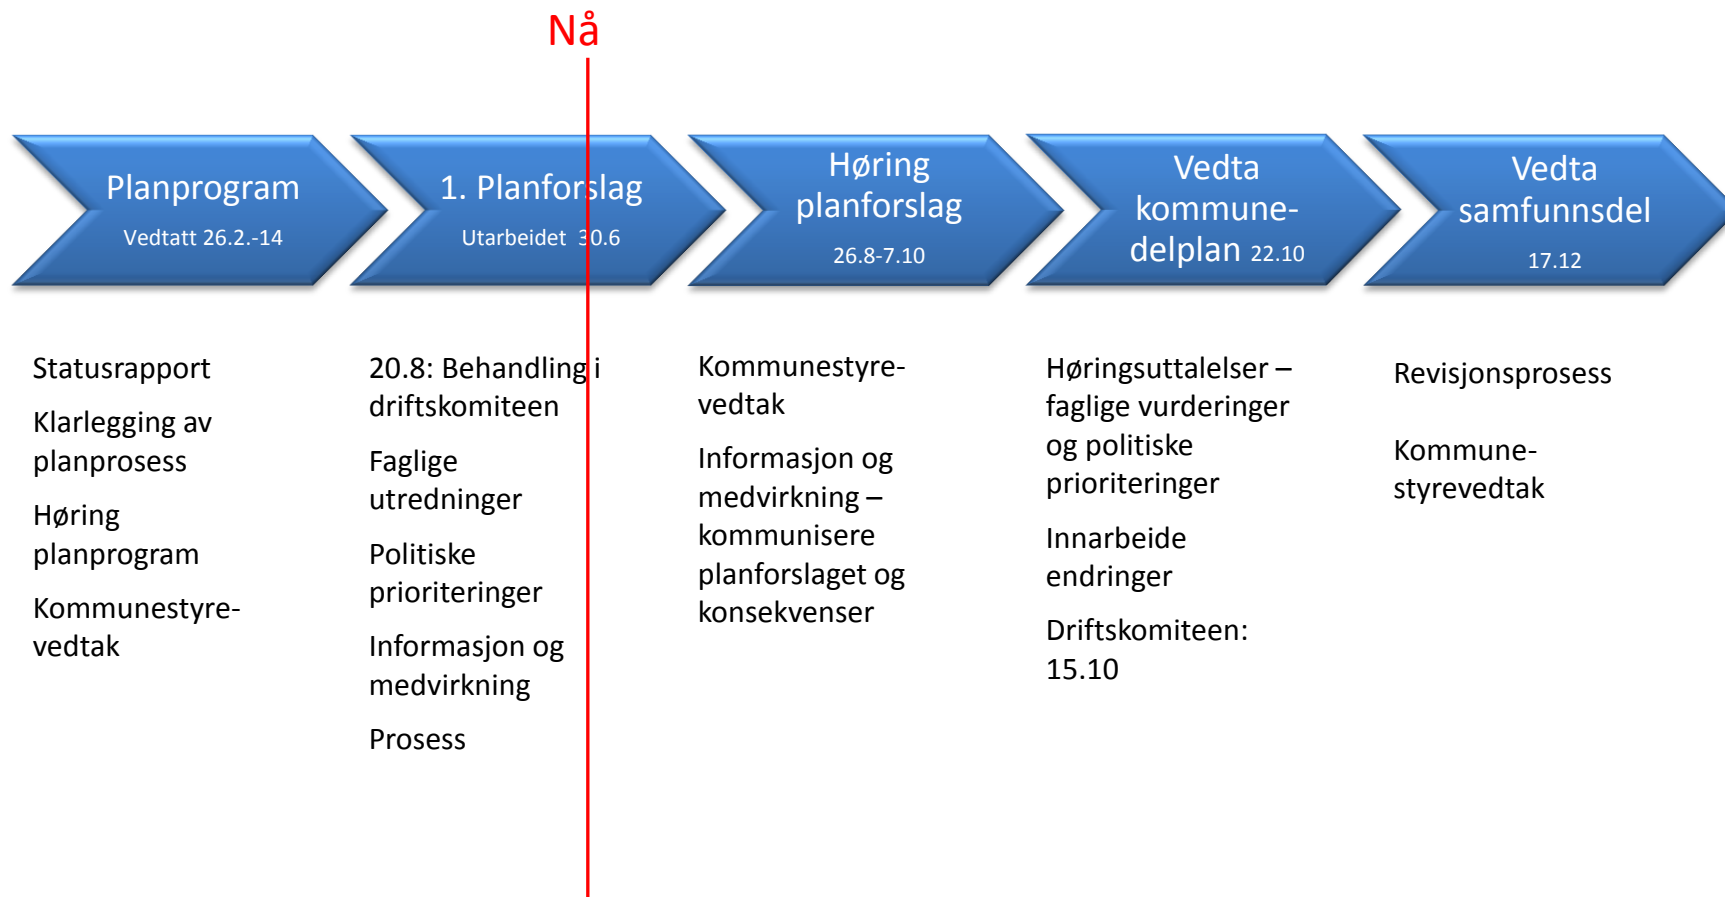 Nå
Planprogram
Vedtatt 26.2.-14
1. Planforslag
Utarbeidet 30.6
Høring
planforslag
26.8-7.10
Vedta
kommune-
delplan 22.10
Vedta
samfunnsdel
17.12
Statusrapport
Klarlegging av
planprosess
Høring
planprogram
Kommunestyre-
vedtak
20.8: Behandling i
driftskomiteen
Faglige
utredninger
Politiske
prioriteringer
Informasjon og
medvirkning
Prosess
Kommunestyre-
vedtak
Informasjon og
medvirkning –
kommunisere
planforslaget og
konsekvenser
Høringsuttalelser –
faglige vurderinger
og politiske
prioriteringer
Innarbeide
endringer
Driftskomiteen:
15.10
Revisjonsprosess
Kommune-
styrevedtak